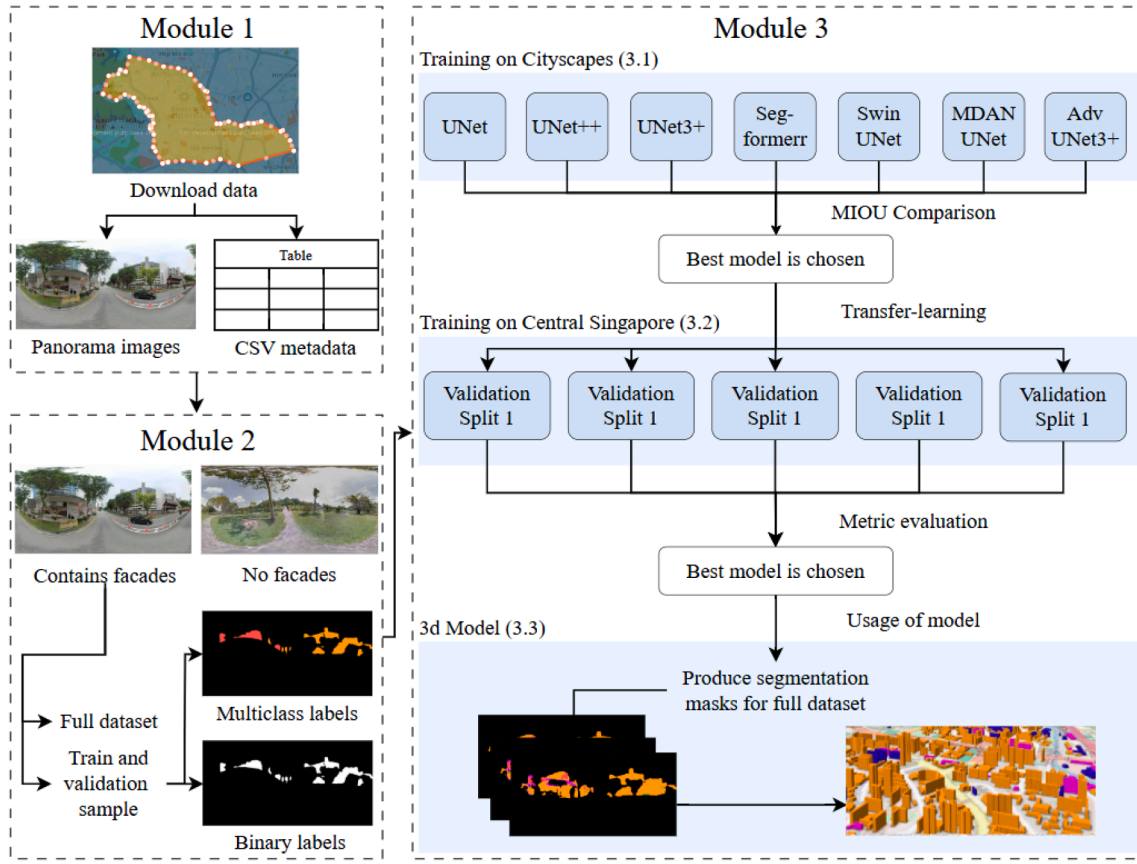 Module 1
Download data
Table
Panorama images
CSV metadata
Module 2
Contains facades
No facades
Full dataset
Train and
validation
sample
Multiclass labels
Binary labels
Module 3
Training on Cityscapes (3.1)
UNet
UNet++
UNet3+
Seg-
formerr
Swin
UNet
MDAN
UNet
Adv
UNet3+
MIOU Comparison
Best model is chosen
Transfer-learning
Training on Central Singapore (3.2)
Validation
Split 1
Validation
Split 1
Validation
Split 1
Validation
Split 1
Validation
Split 1
Metric evaluation
Best model is chosen
Usage of model
3d Model (3.3)
Produce segmentation
masks for full dataset